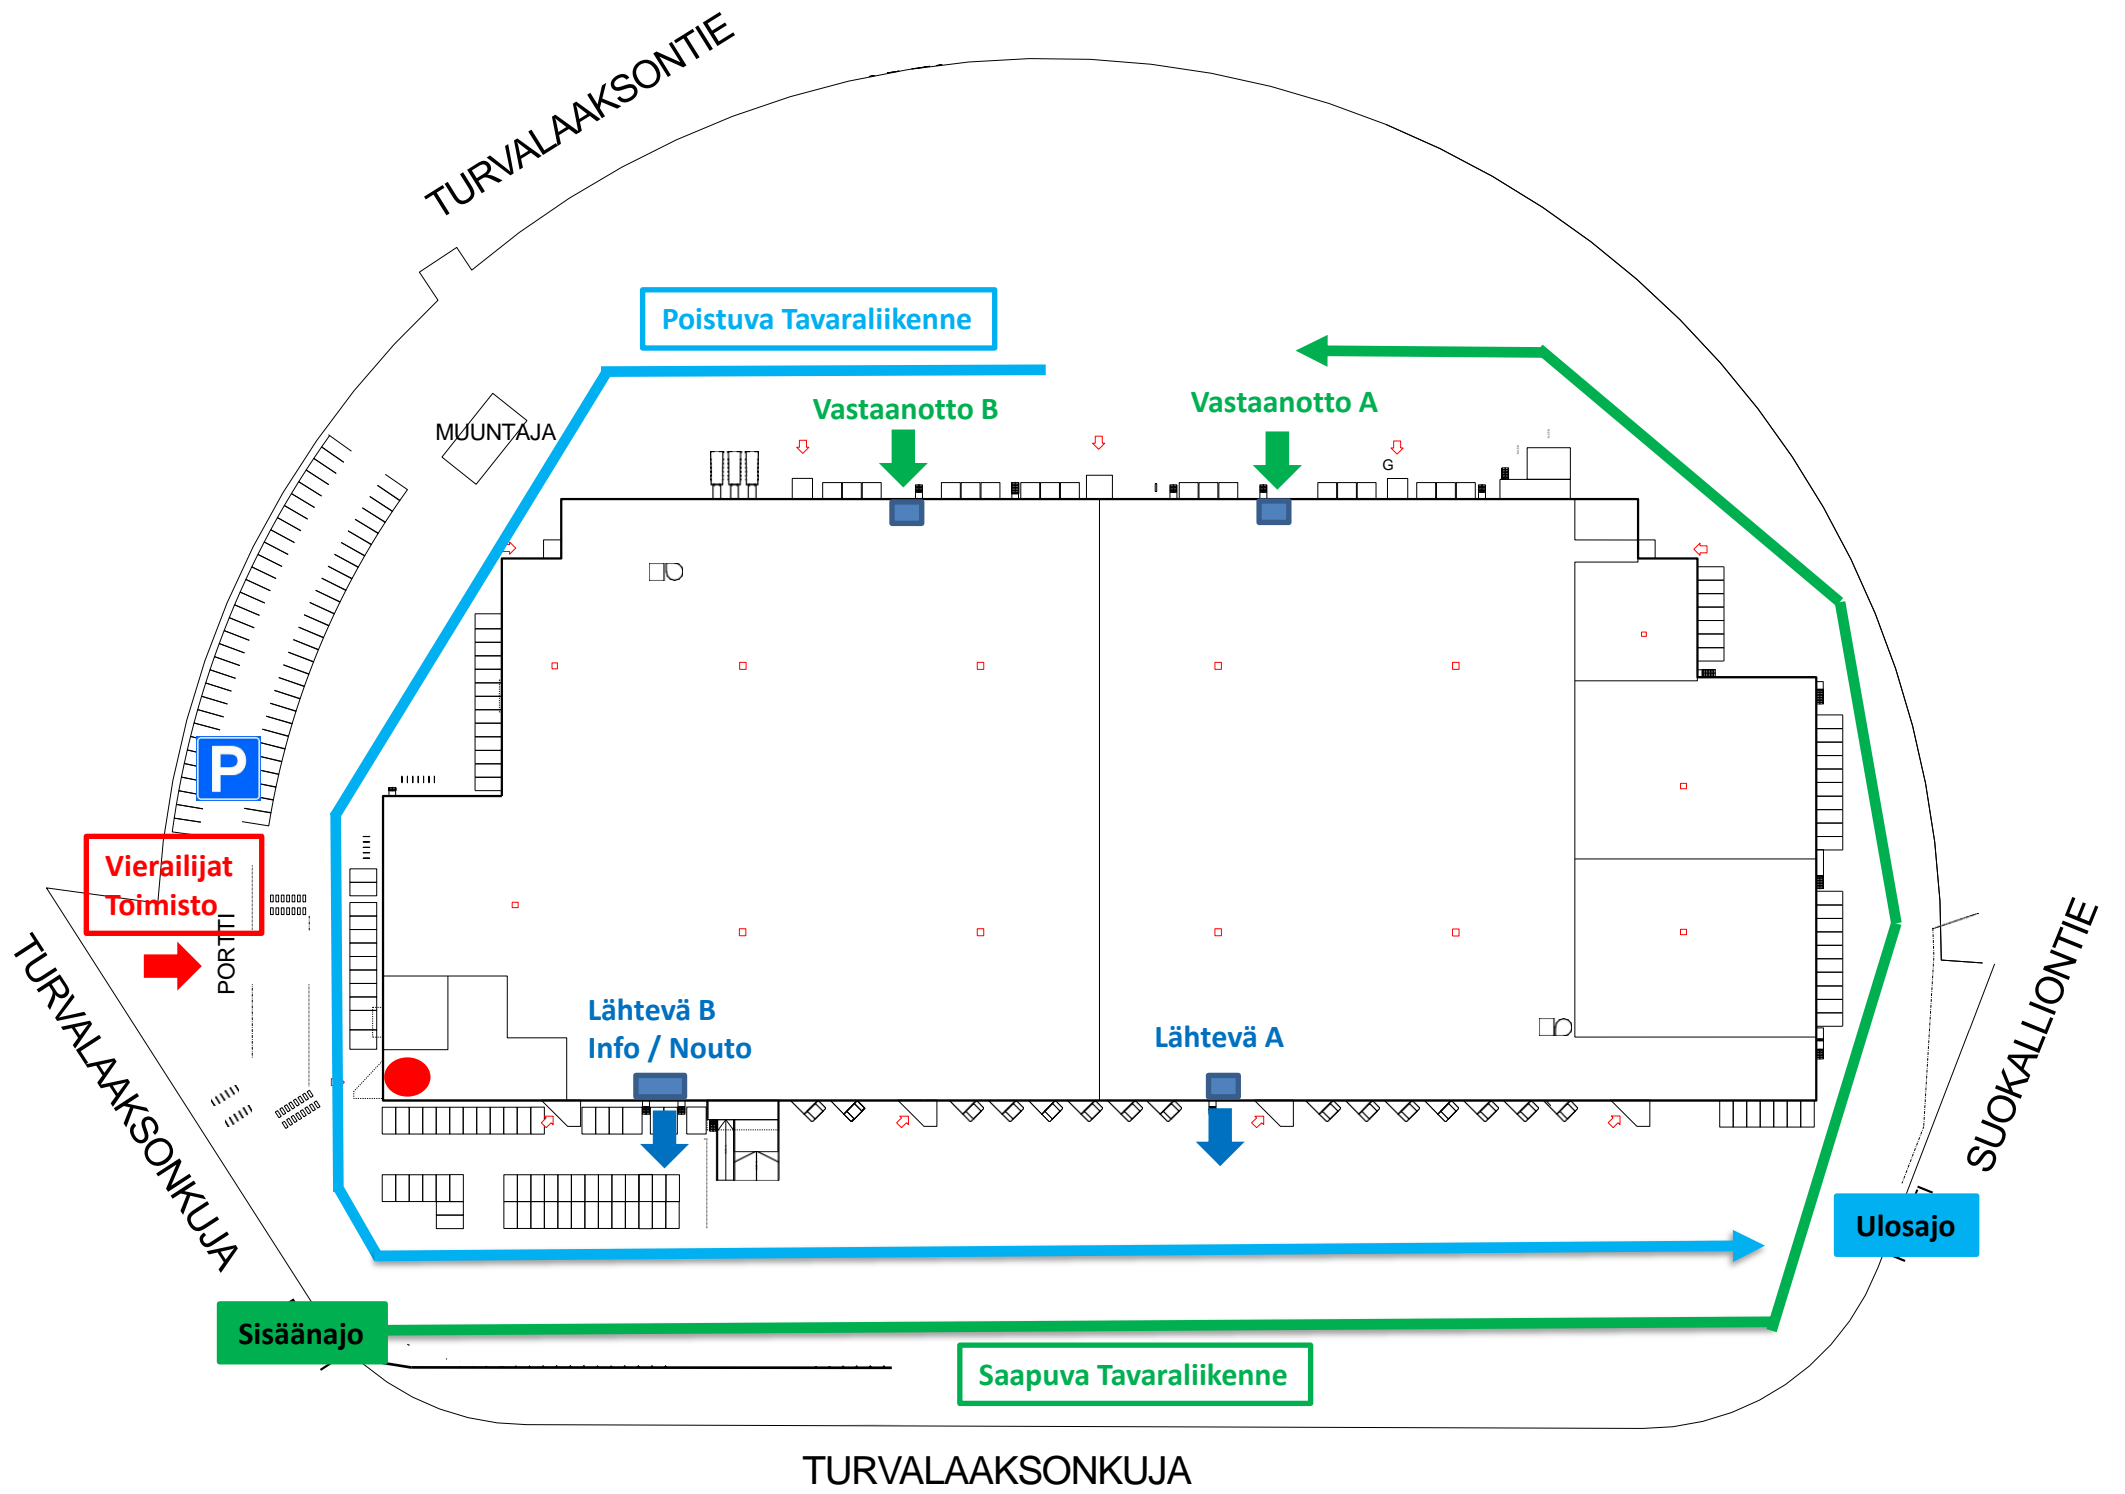 TURVALAAKSONTIE
Poistuva Tavaraliikenne
Vastaanotto B
Vastaanotto A
MUUNTAJA
G
P
Vierailijat
Toimisto
PORTTI
TURVALAAKSONKUJA
Lähtevä B
Info / Nouto
Lähtevä A
SUOKALLIONTIE
Ulosajo
Sisäänajo
Saapuva Tavaraliikenne
TURVALAAKSONKUJA